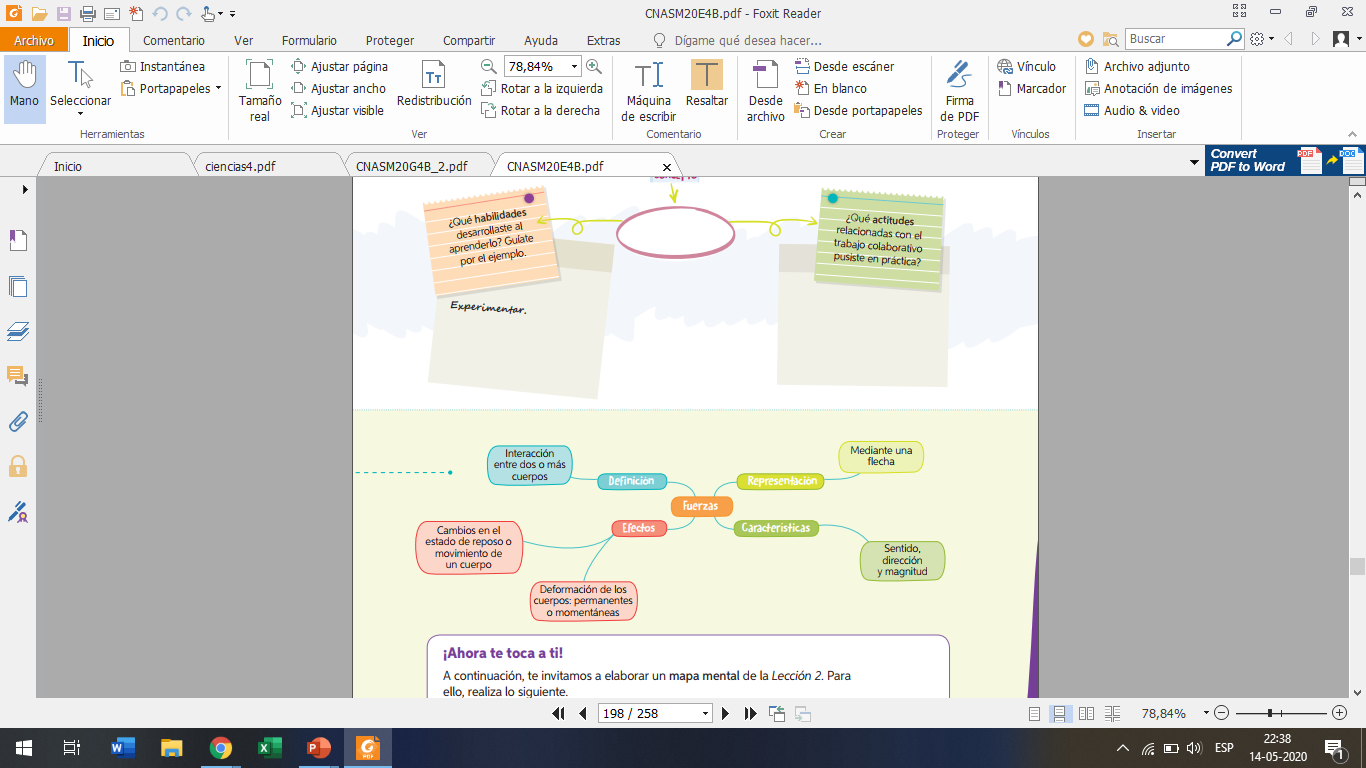 CNASM20E4B.pdf - Foxit Reader
Archivo Inicio Comentario Ver Formulario Proteger Compartir Ayuda Extras Dígame qué desea hacer... Buscar
Mano
Seleccionar
Instantánea
Portapapeles
Herramientas
Tamaño
real
Ajustar página
Ajustar ancho
Ajustar visible
Redistribución
78,84%
Rotar a la izquierda
Rotar a la derecha
Ver
Máquina
de escribir
Resaltar
Comentario
Desde
archivo
Desde escáner
En blanco
Desde portapapeles
Crear
Firma
de PDF
Proteger
Vínculo
Marcador
Vínculos
Archivo adjunto
Anotación de imágenes
Audio & video
Insertar
Inicio ciencias4.pdf CNASM20G4B_2.pdf CNASM20E4B.pdf
Convert
PDF to Word
PDF
DOC
¿Qué habilidades
desarrollaste al
aprenderlo? Guíate
por el ejemplo.
Experimentar.
¿Qué actitudes
relacionadas con el
trabajo colaborativo
pusiste en práctica?
Interacción
entre dos o más
cuerpos
Definición
Representación
Mediante una
flecha
Fuerzas
Efectos
Características
Cambios en el
estado de reposo o
movimiento de
un cuerpo
Sentido,
dirección
y magnitud
Deformación de los
cuerpos: permanentes
o momentáneas
¡Ahora te toca a ti!
A continuación, te invitamos a elaborar un mapa mental de la Lección 2. Para
ello, realiza lo siguiente.
198 / 258
78,84%
ESP
22:38
14-05-2020
1